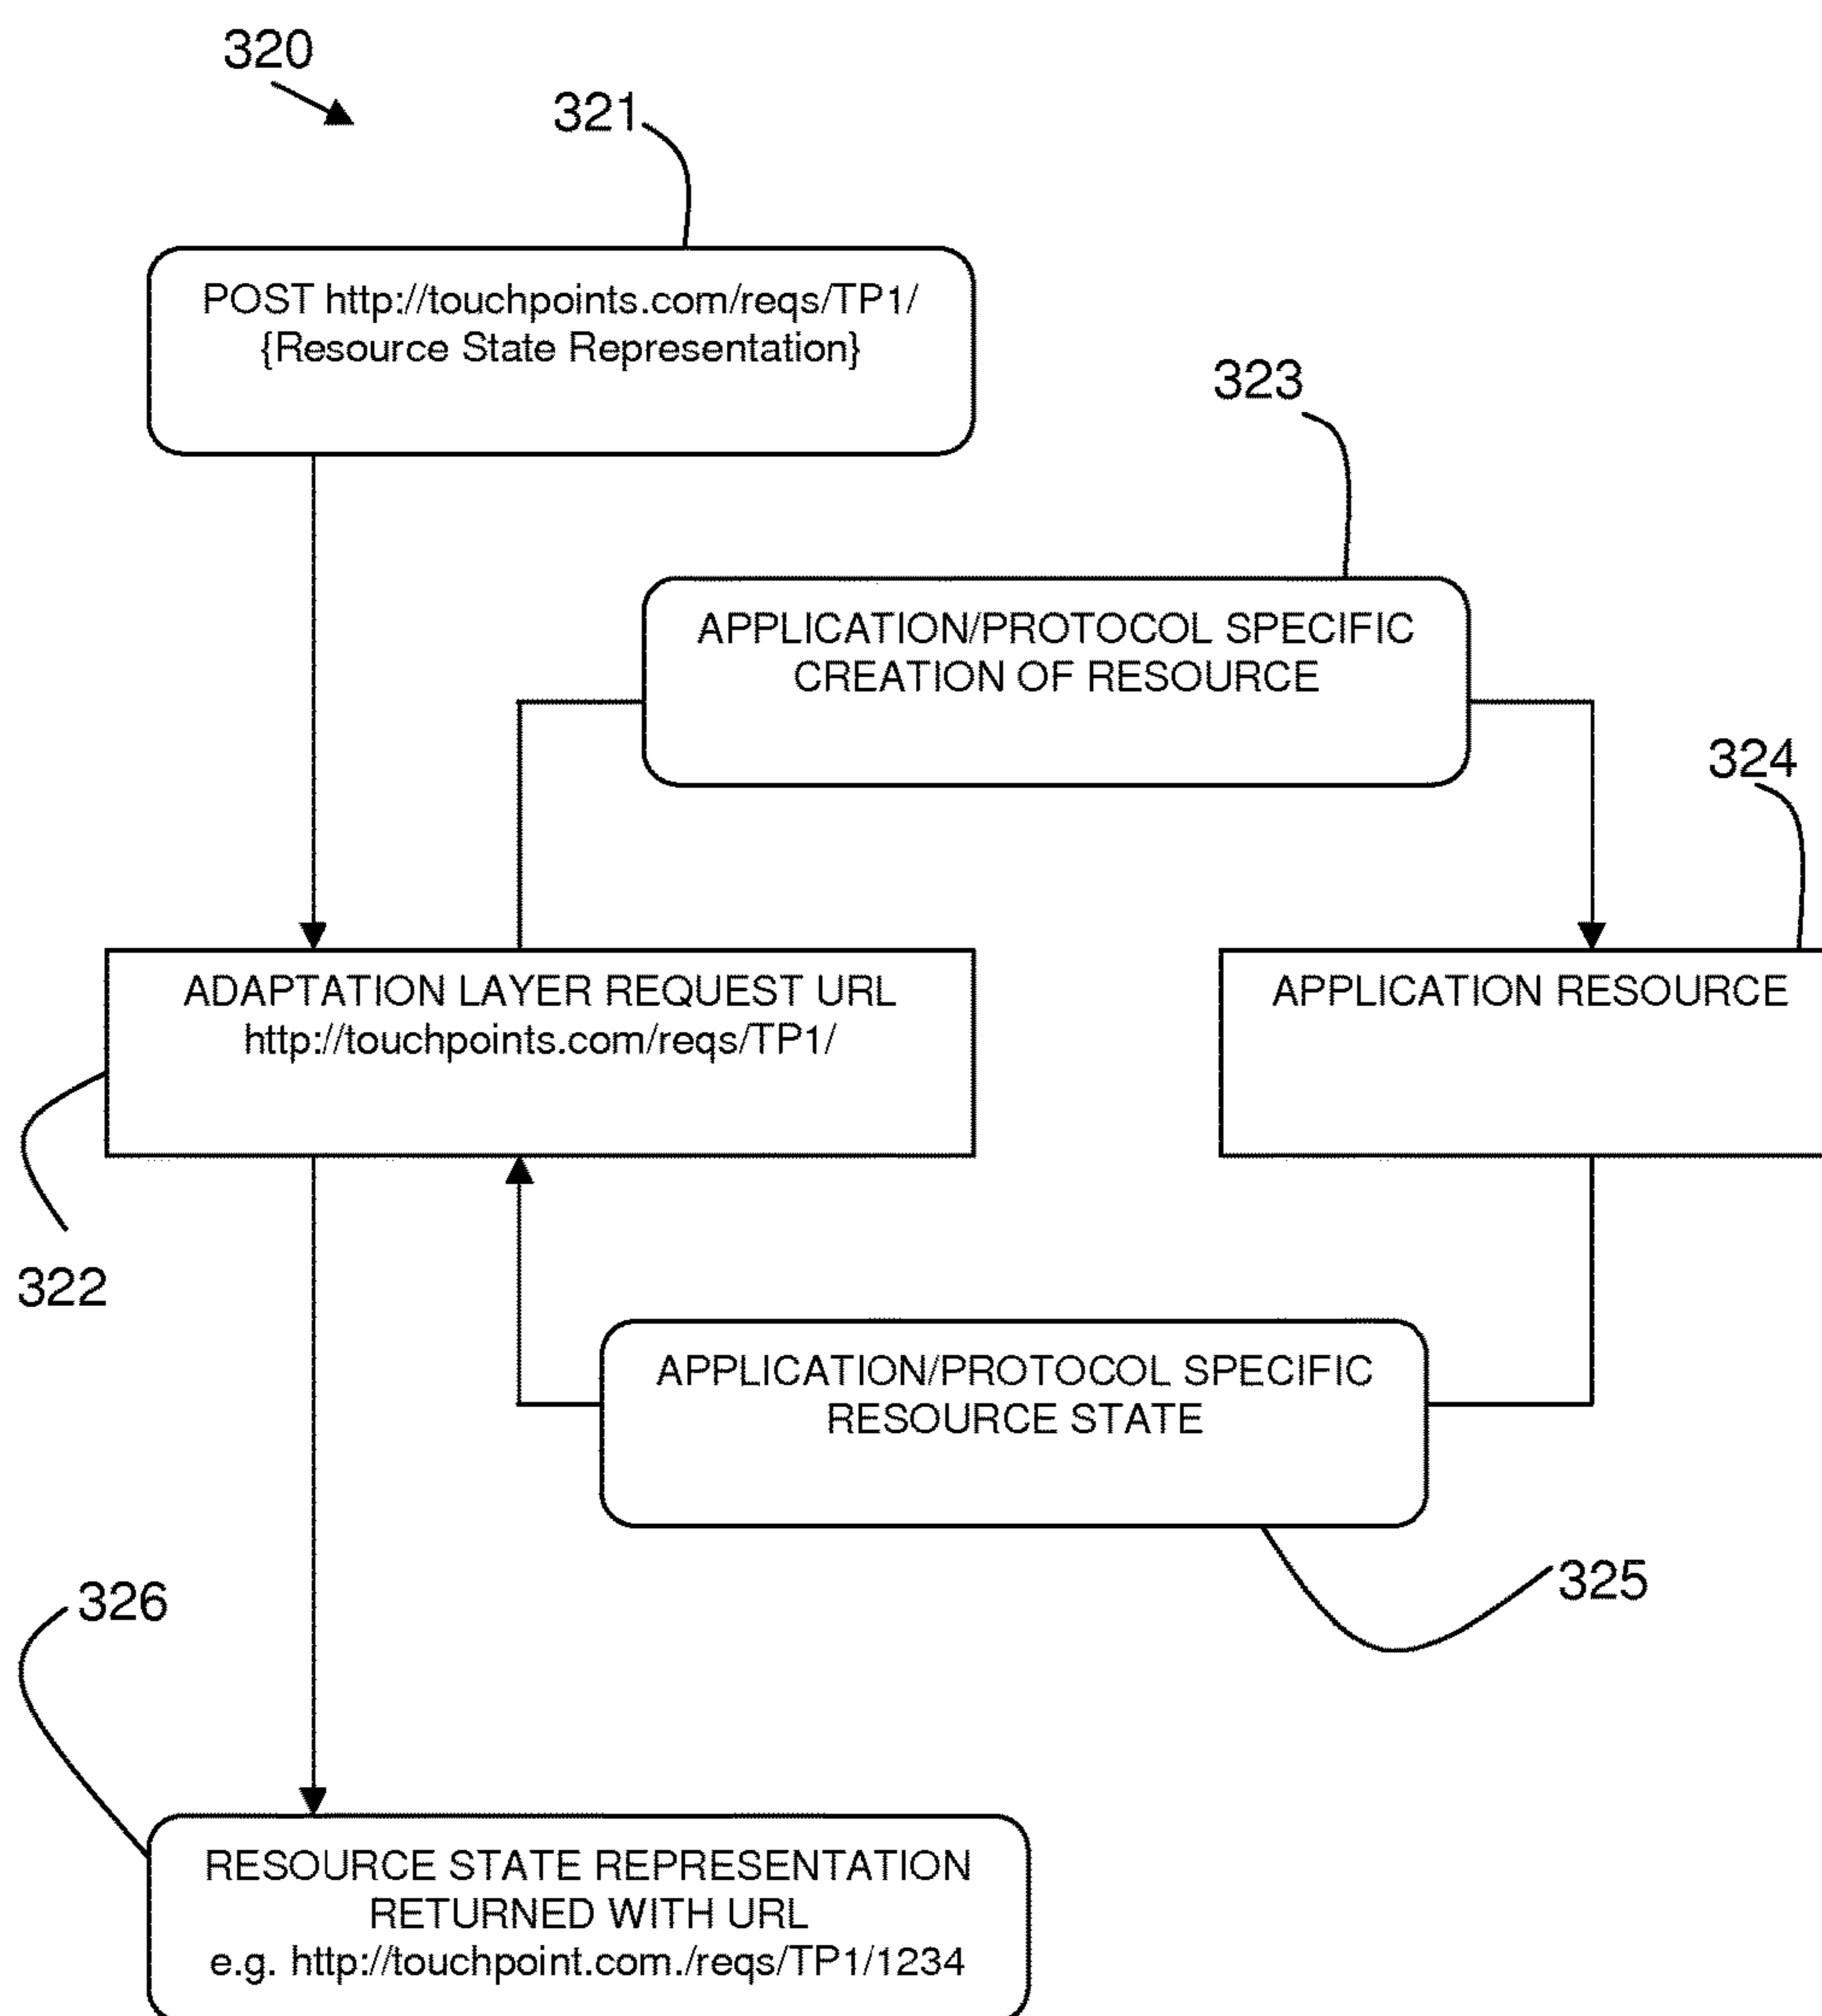 320
321
POST http://touchpoints.com/reqs/TP1/
{Resource State Representation}
323
APPLICATION/PROTOCOL SPECIFIC
CREATION OF RESOURCE
324
ADAPTATION LAYER REQUEST URL
http://touchpoints.com/reqs/TP1/
APPLICATION RESOURCE
322
APPLICATION/PROTOCOL SPECIFIC
RESOURCE STATE
325
326
RESOURCE STATE REPRESENTATION
RETURNED WITH URL
e.g. http://touchpoint.com./reqs/TP1/1234